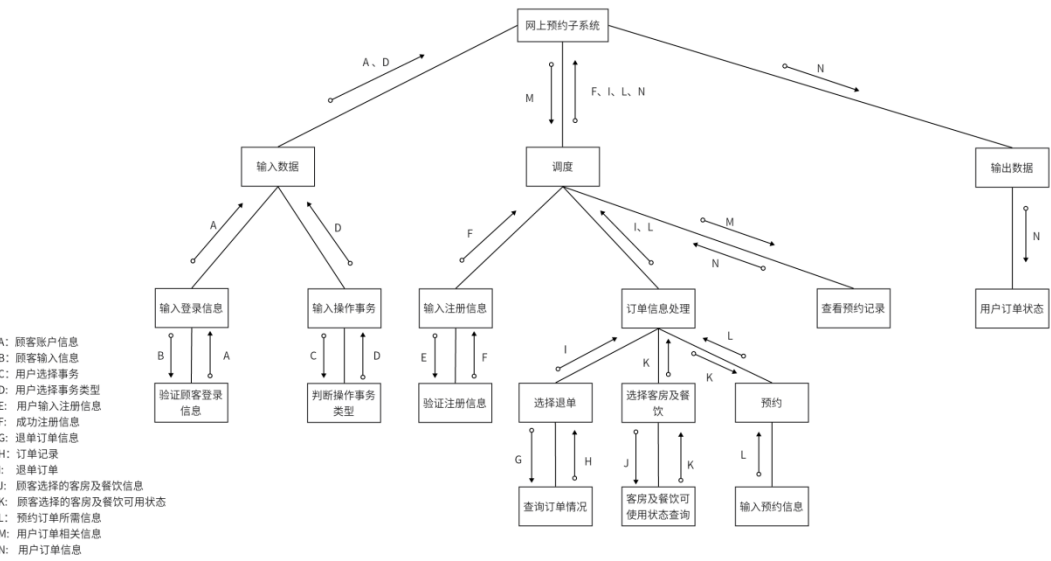 网上预约子系统
A、D
M
F、I、L、N
N
输入数据
调度
输出数据
A
D
F
I、L
M
N
N
输入登录信息
输入操作事务
输入注册信息
订单信息处理
查看预约记录
用户订单状态
B
A
C
D
E
F
I
K
L
K
验证顾客登录
信息
判断操作事务
类型
验证注册信息
选择退单
选择客房及餐
饮
预约
G
H
J
K
L
查询订单情况
客房及餐饮可
使用状态查询
输入预约信息
A: 顾客账户信息
B: 顾客输入信息
C: 用户选择事务
D: 用户选择事务类型
E: 用户输入注册信息
F: 成功注册信息
G: 退单订单信息
H: 订单记录
I: 退单订单
J: 顾客选择的客房及餐饮信息
K: 顾客选择的客房及餐饮可用状态
L: 预约订单所需信息
M: 用户订单相关信息
N: 用户订单信息